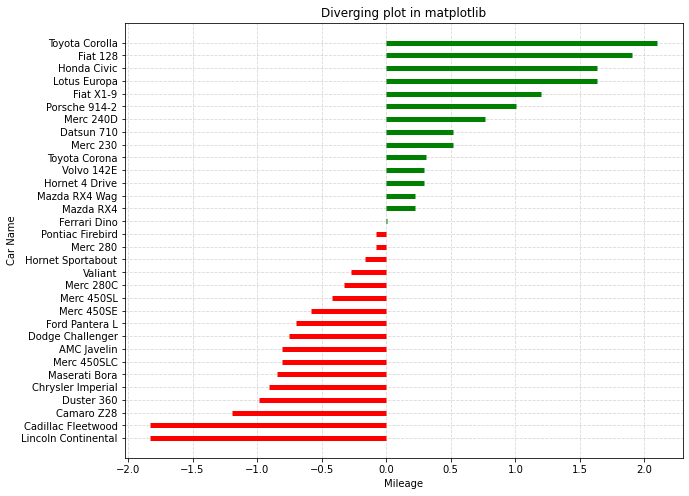 Diverging plot in matplotlib
Toyota Corolla
Fiat 128
Honda Civic
Lotus Europa
Fiat X1-9
Porsche 914-2
Merc 240D
Datsun 710
Merc 230
Toyota Corona
Volvo 142E
Hornet 4 Drive
Mazda RX4 Wag
Mazda RX4
Ferrari Dino
Pontiac Firebird
Merc 280
Hornet Sportabout
Valiant
Merc 280C
Merc 450SL
Merc 450SE
Ford Pantera L
Dodge Challenger
AMC Javelin
Merc 450SLC
Maserati Bora
Chrysler Imperial
Duster 360
Camaro Z28
Cadillac Fleetwood
Lincoln Continental
Car Name
−2.0 −1.5 −1.0 −0.5 0.0 0.5 1.0 1.5 2.0
Mileage